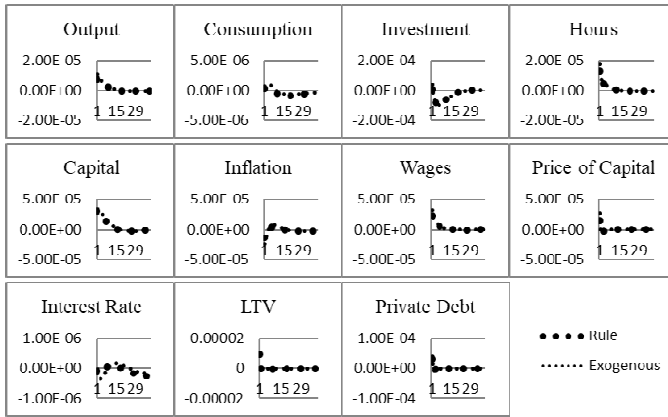 Output
2.00E-05
0.00E+00
1 15 29
-2.00E-05
Consumption
5.00E-06
0.00E+00
1 15 29
-5.00E-06
Investment
2.00E-04
0.00E+00
1 15 29
-2.00E-04
Hours
2.00E-05
0.00E+00
1 15 29
-2.00E-05
Capital
5.00E-05
0.00E+00
1 15 29
-5.00E-05
Inflation
5.00E-05
0.00E+00
1 15 29
-5.00E-05
Wages
5.00E-05
0.00E+00
1 15 29
-5.00E-05
Price of Capital
5.00E-05
0.00E+00
1 15 29
-5.00E-05
Interest Rate
1.00E-06
0.00E+00
1 15 29
-1.00E-06
LTV
0.00002
0
1 15 29
-0.00002
Private Debt
1.00E-04
0.00E+00
1 15 29
-1.00E-04
Rule
Exogenous